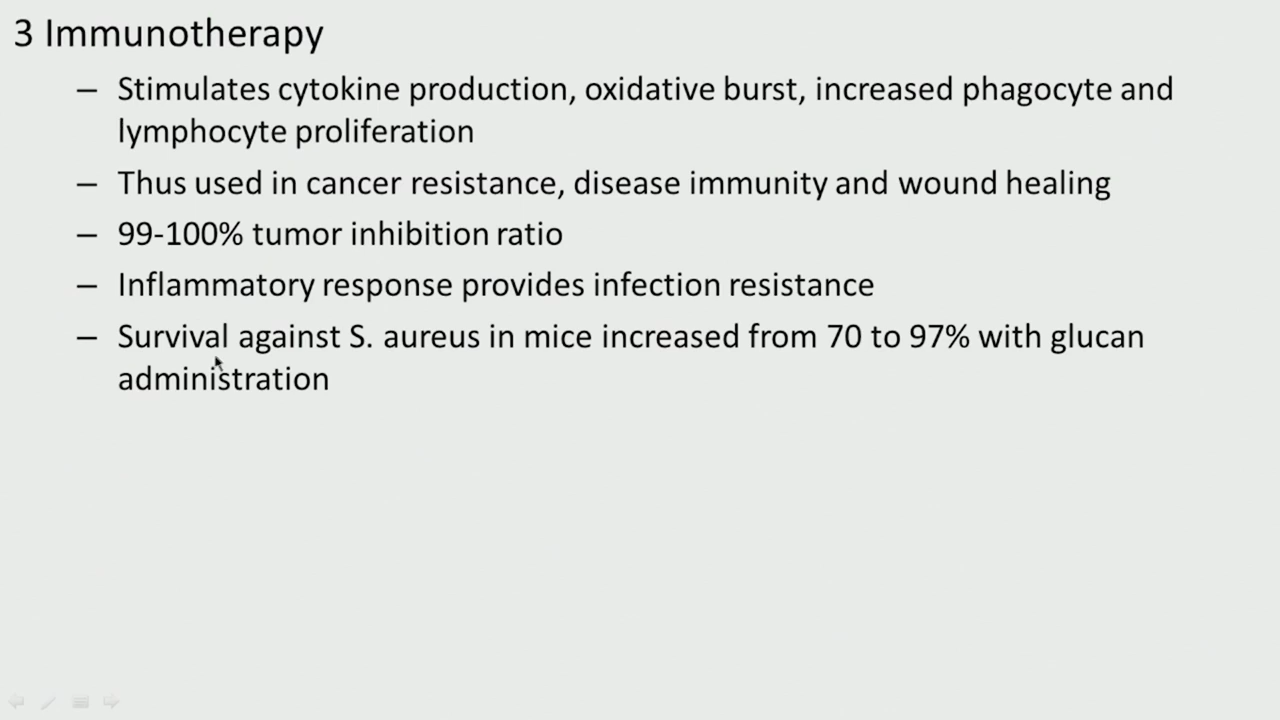 3 Immunotherapy
– Stimulates cytokine production, oxidative burst, increased phagocyte and
lymphocyte proliferation
– Thus used in cancer resistance, disease immunity and wound healing
– 99-100% tumor inhibition ratio
– Inflammatory response provides infection resistance
– Survival against S. aureus in mice increased from 70 to 97% with glucan
administration